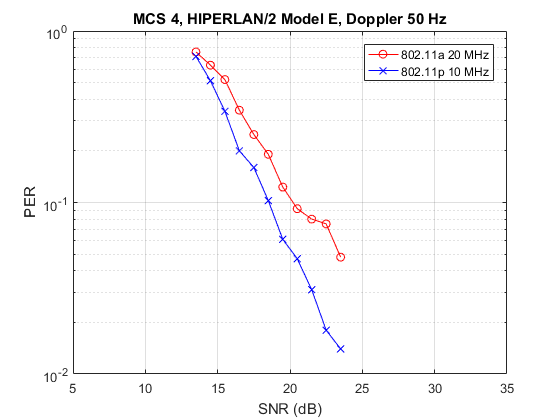 MCS 4, HIPERLAN/2 Model E, Doppler 50 Hz
10^0
802.11a 20 MHz
802.11p 10 MHz
PER
10^-1
10^-2
5 10 15 20 25 30 35
SNR (dB)